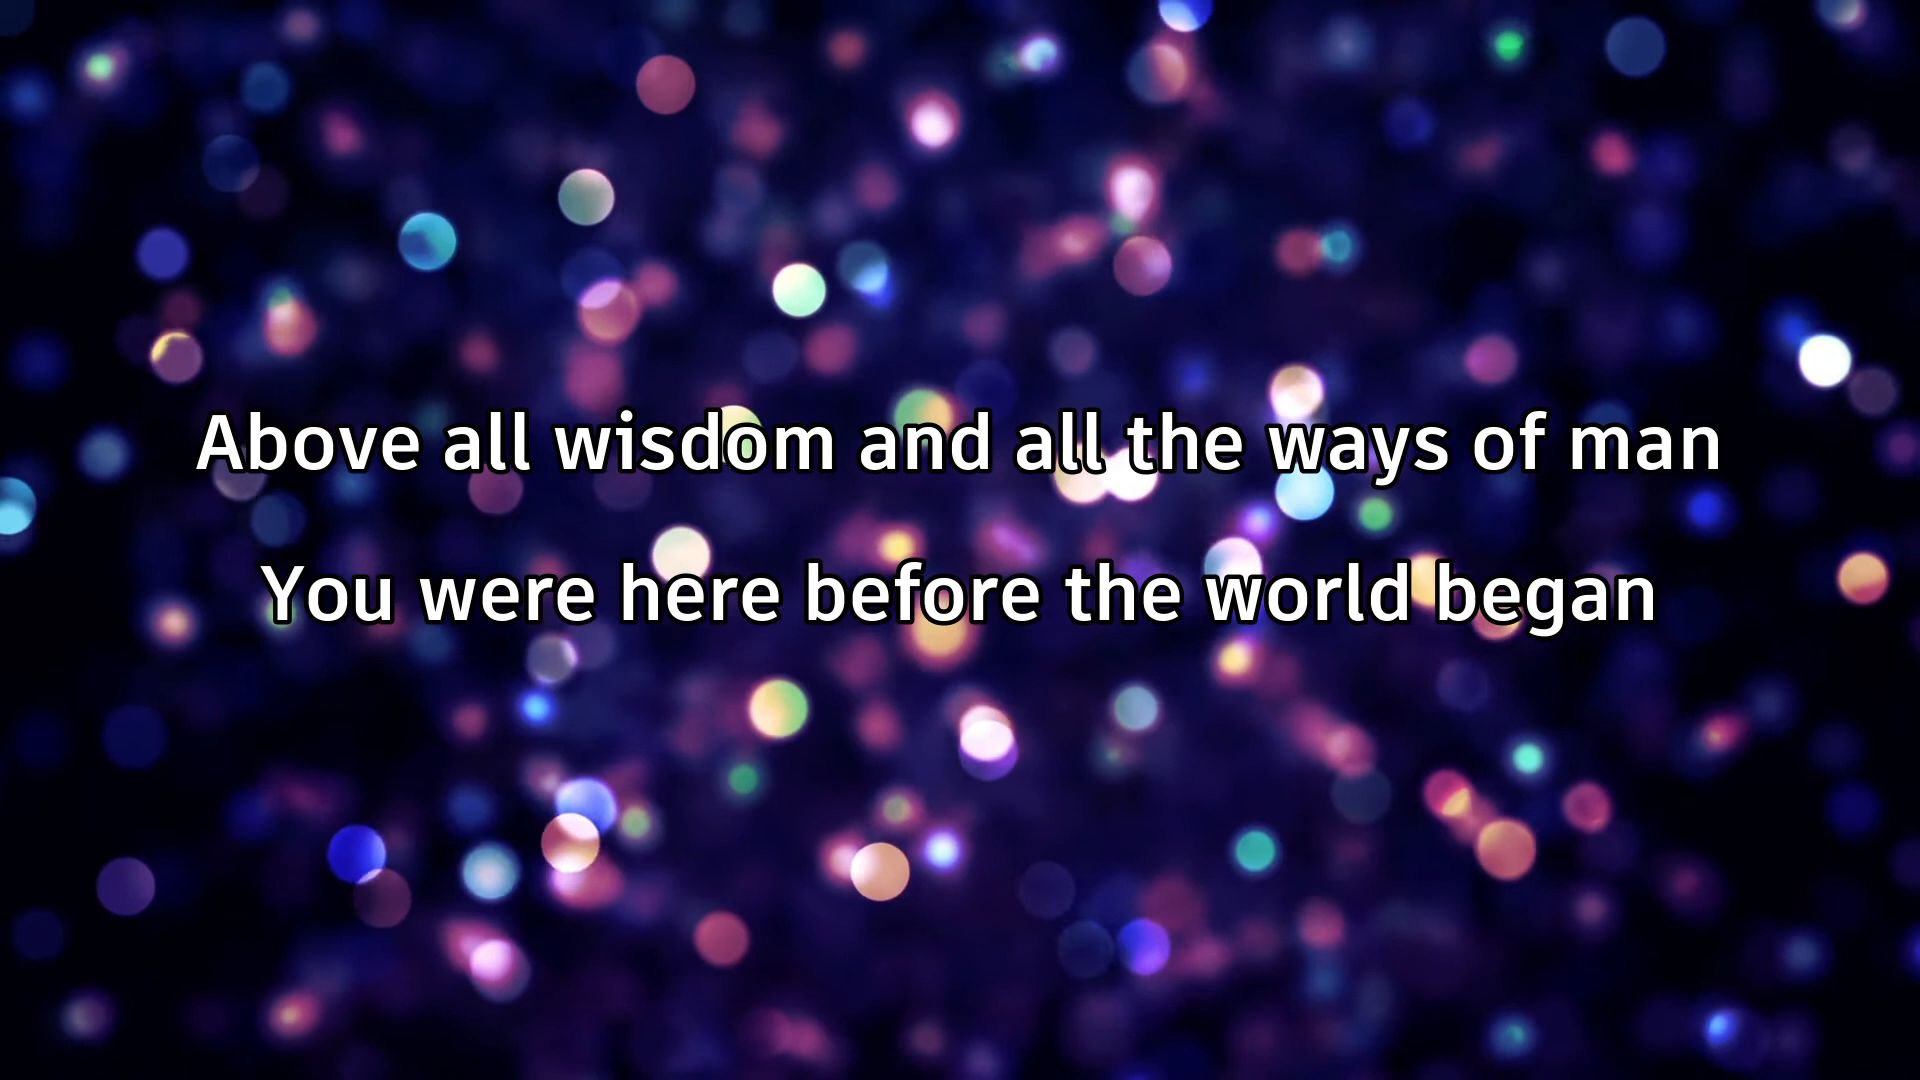 Above all wisdom and all the ways of man
You were here before the world began